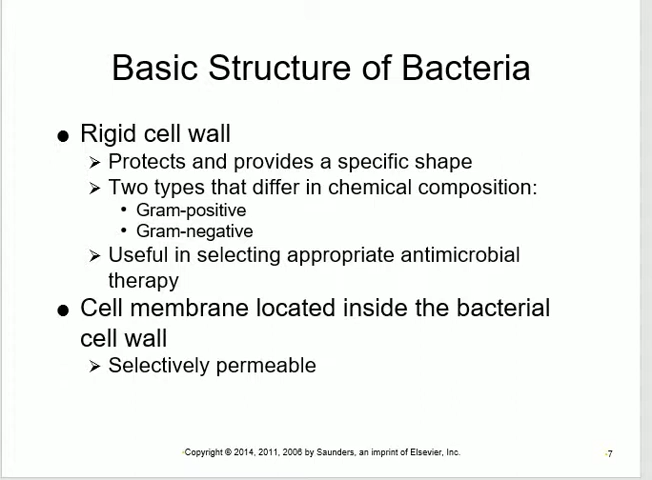 Basic Structure of Bacteria
● Rigid cell wall
➢ Protects and provides a specific shape
➢ Two types that differ in chemical composition:
• Gram-positive
• Gram-negative
➢ Useful in selecting appropriate antimicrobial
therapy
● Cell membrane located inside the bacterial
cell wall
➢ Selectively permeable
Copyright © 2014, 2011, 2006 by Saunders, an imprint of Elsevier, Inc.
7